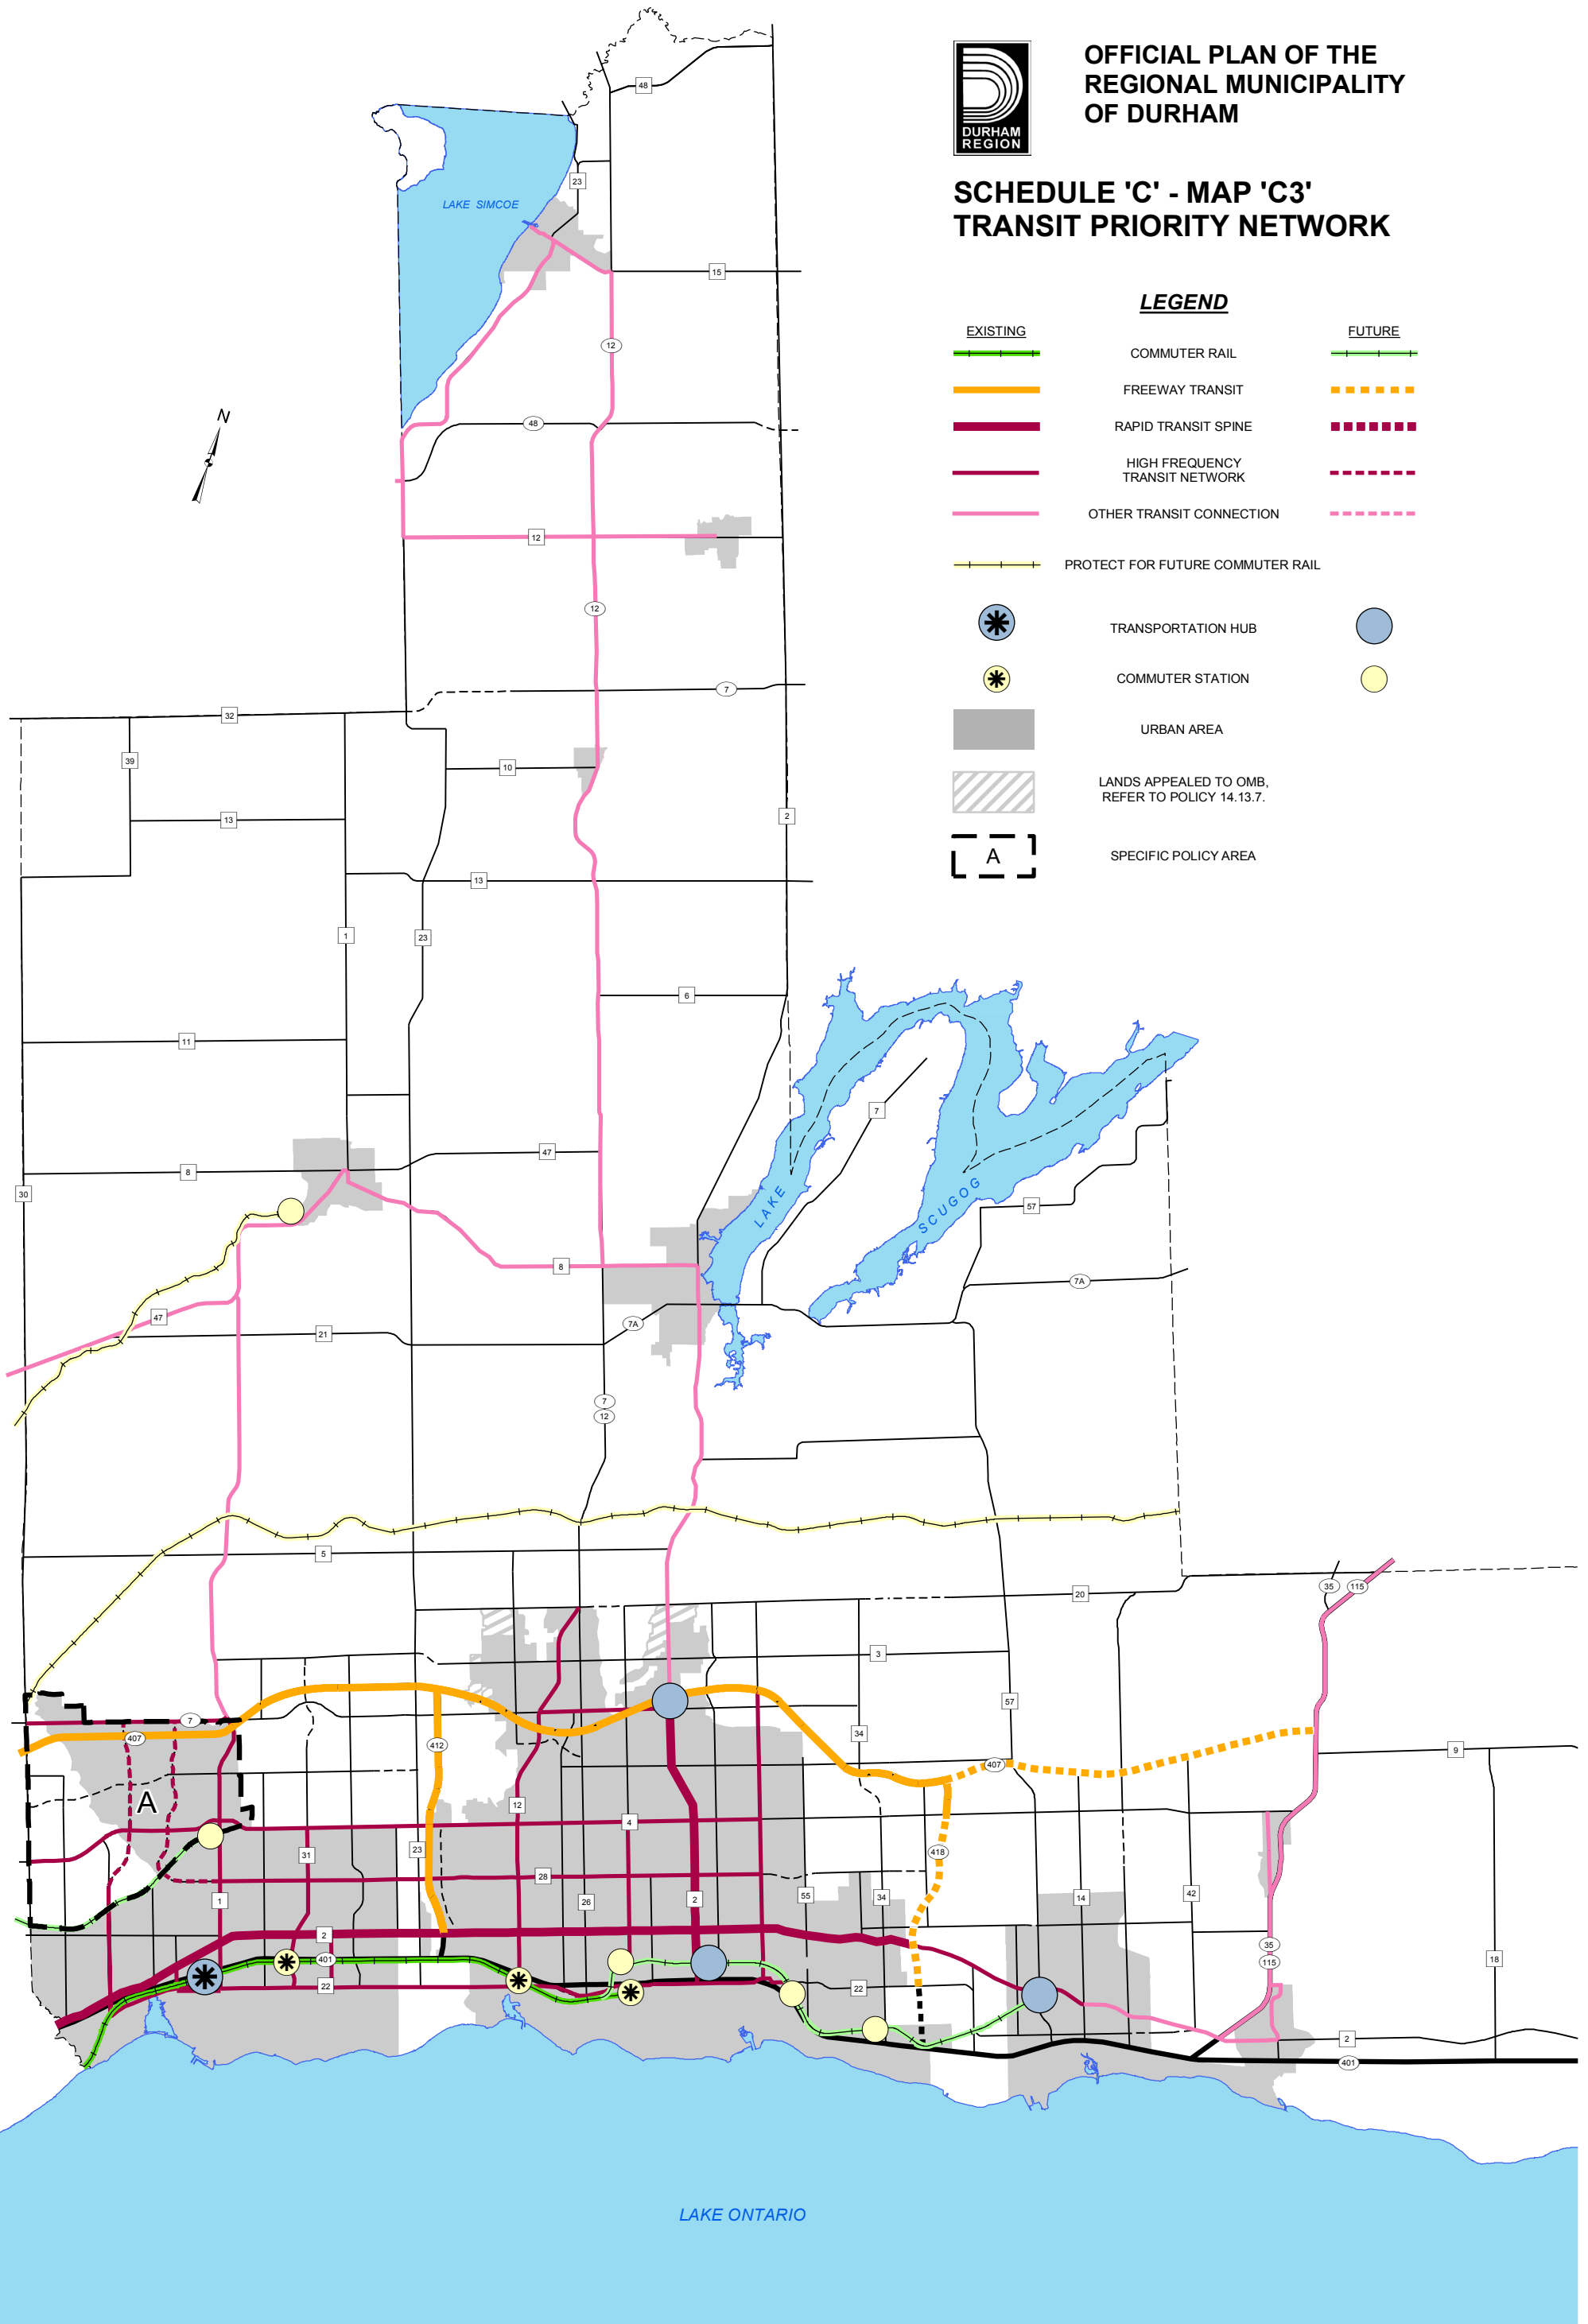 OFFICIAL PLAN OF THE
REGIONAL MUNICIPALITY
OF DURHAM
DURHAM
REGION
SCHEDULE 'C' - MAP 'C3'
TRANSIT PRIORITY NETWORK
LEGEND
EXISTING
FUTURE
COMMUTER RAIL
FREEWAY TRANSIT
RAPID TRANSIT SPINE
HIGH FREQUENCY
TRANSIT NETWORK
OTHER TRANSIT CONNECTION
PROTECT FOR FUTURE COMMUTER RAIL
TRANSPORTATION HUB
COMMUTER STATION
URBAN AREA
LANDS APPEALED TO OMB,
REFER TO POLICY 14.13.7.
A
SPECIFIC POLICY AREA
48
23
LAKE SIMCOE
15
12
N
48
12
12
7
32
39
10
13
2
13
1
23
6
11
7
47
8
30
LAKE
SCUGOG
57
8
7A
47
21
7A
7
12
5
35
115
20
3
57
7
407
34
412
9
407
A
12
4
23
31
418
28
1
26
2
55
34
14
42
2
35
115
401
22
22
18
2
401
LAKE ONTARIO